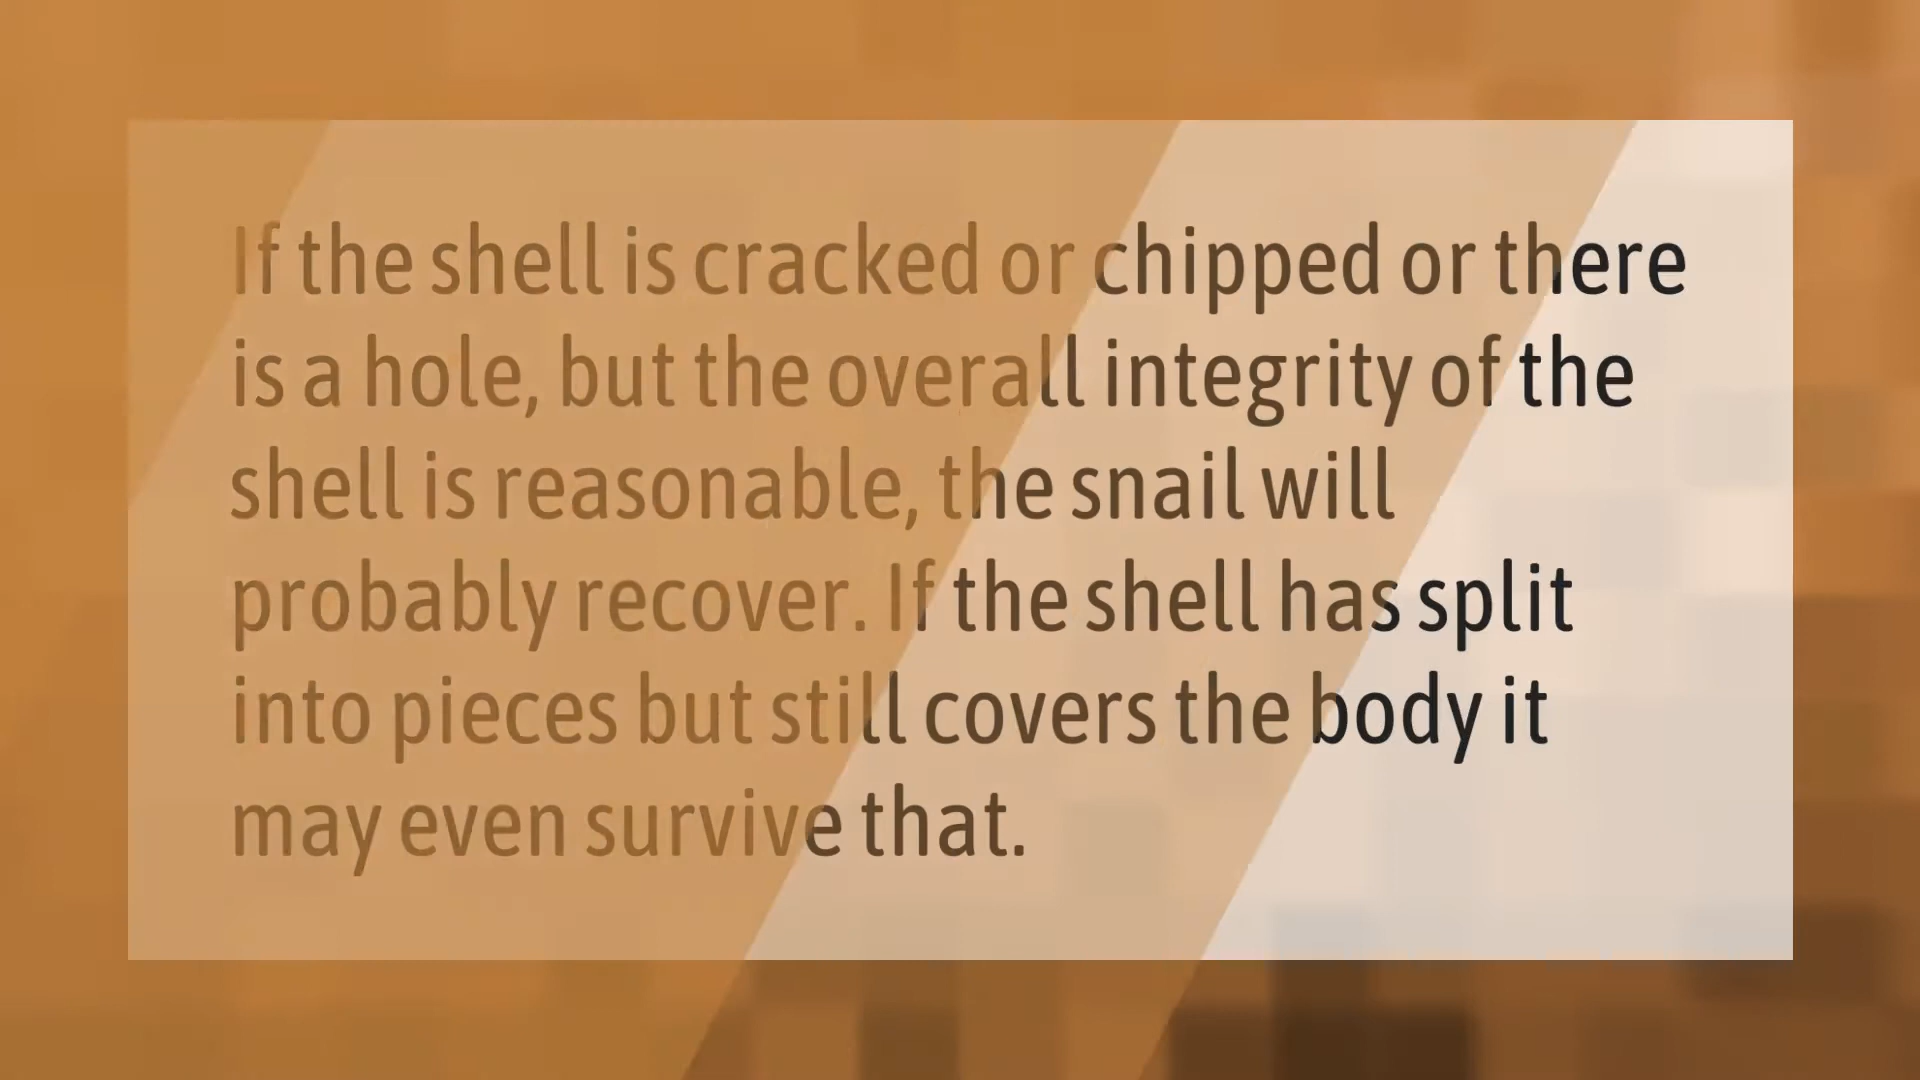 If the shell is cracked or chipped or there
is a hole, but the overall integrity of the
shell is reasonable, the snail will
probably recover. If the shell has split
into pieces but still covers the body it
may even survive that.